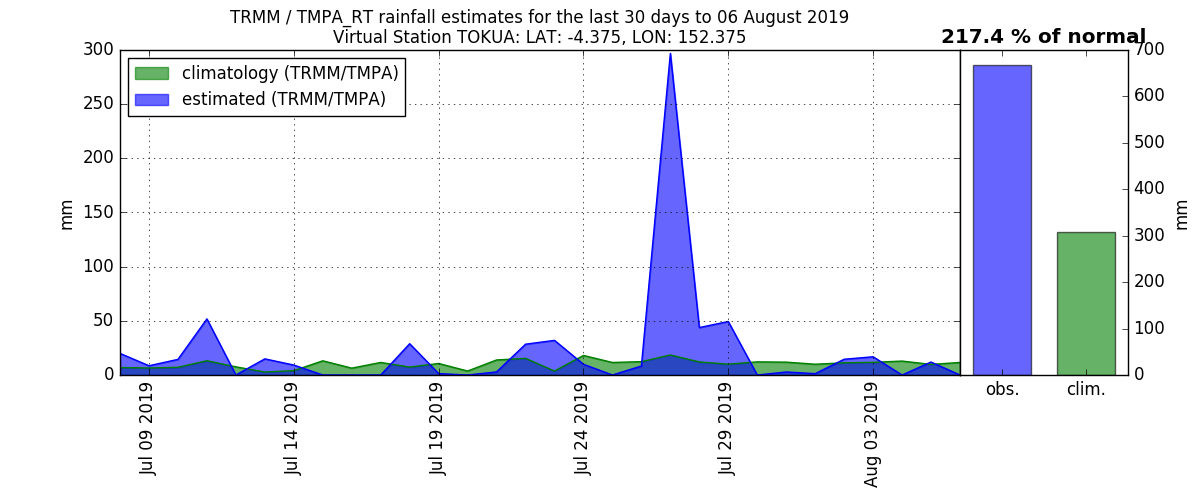 TRMM / TMPA_RT rainfall estimates for the last 30 days to 06 August 2019
Virtual Station TOKUA: LAT: -4.375, LON: 152.375
217.4 % of normal
climatology (TRMM/TMPA)
estimated (TRMM/TMPA)
mm
300
250
200
150
100
50
0
Jul 09 2019
Jul 14 2019
Jul 19 2019
Jul 24 2019
Jul 29 2019
Aug 03 2019
700
600
500
400
300
200
100
0
mm
obs.
clim.